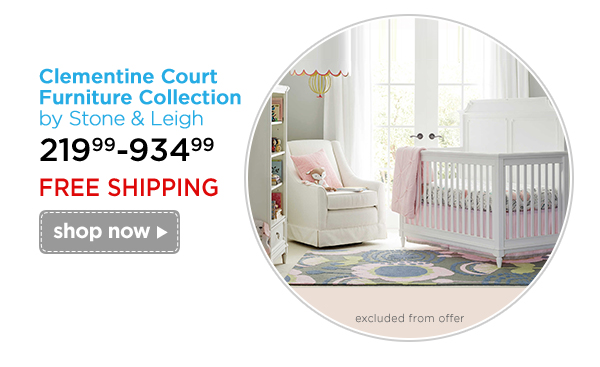 Clementine Court
Furniture Collection
by Stone & Leigh
219⁹⁹-934⁹⁹
FREE SHIPPING
shop now ▸
excluded from offer